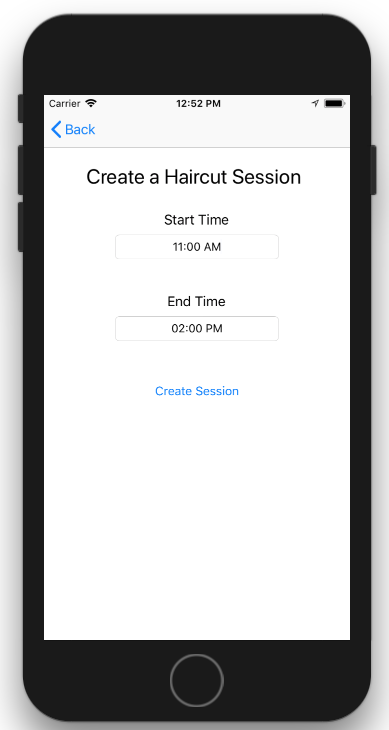 Carrier 12:52 PM
Back
Create a Haircut Session
Start Time
11:00 AM
End Time
02:00 PM
Create Session